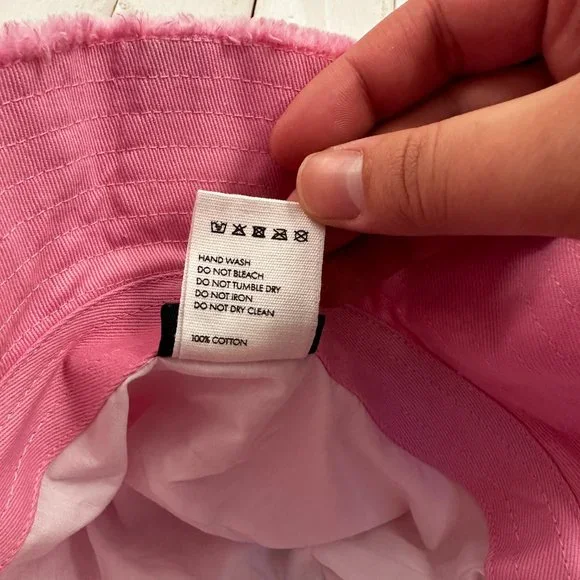 HAND WASH
DO NOT BLEACH
DO NOT TUMBLE DRY
DO NOT IRON
DO NOT DRY CLEAN
100% COTTON